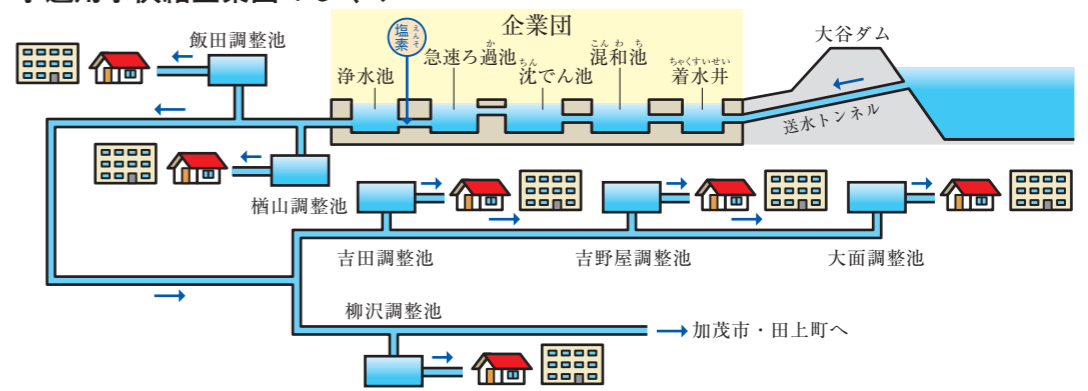 企業団
塩素
えんそ
飯田調整池
浄水池
急速ろ過池
か
沈でん池
ちん
混和池
こんわち
着水井
ちゃくすいせい
大谷ダム
送水トンネル
楢山調整池
吉田調整池
吉野屋調整池
大面調整池
柳沢調整池
加茂市・田上町へ